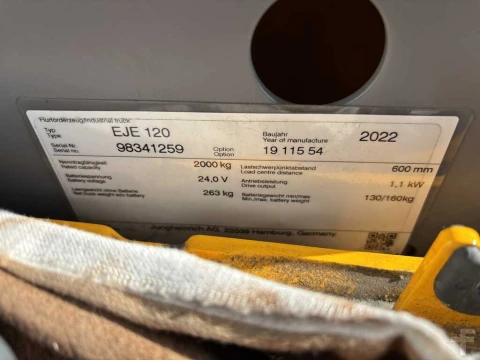 Flurförderzeug/Industrial truck
Typ
Type EJE 120 Baujahr
Year of manufacture 2022
Serial Nr
Serial no. 98341259 Option
Option 19 115 54
Nenntragfähigkeit
Rated capacity 2000 kg Lastschwerpunktabstand
Load centre distance 600 mm
Batteriespannung
Battery voltage 24,0 V Antriebsleistung
Drive output 1,1 kW
Leergewicht ohne Batterie
Net truck weight w/o battery 263 kg Batteriegewicht min/max
Min./max. battery weight 130/160kg
Jungheinrich AG, 22039 Hamburg, Germany